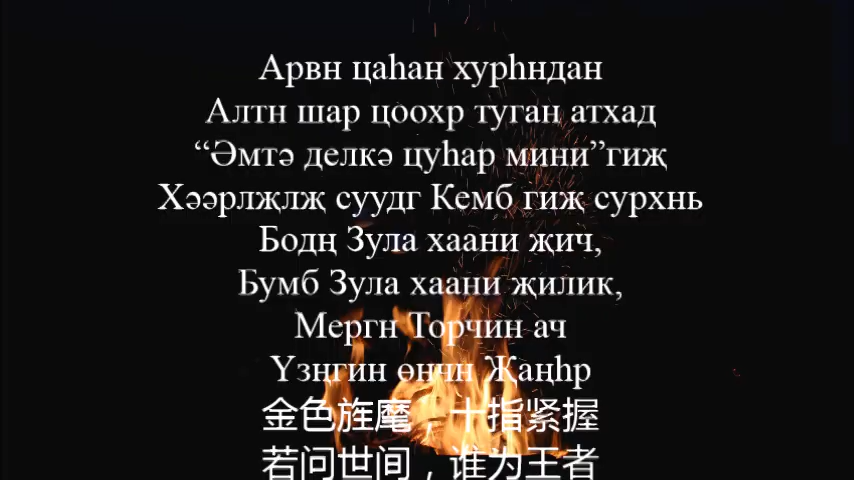 Арвн цаһан хурһндан
Алтн шар цоохр туган атхад
“Әмтә делкә цуһар мини”гиҗ
Хәәрлҗлҗ суудг Кемб гиҗ сурхнь
Бодң Зула хаани җич,
Бумб Зула хаани җилик,
Мергн Торчин ач
Үзңгин өнчн Җаңһр
金色旌麾，十指紧握
若问世间，谁为王者